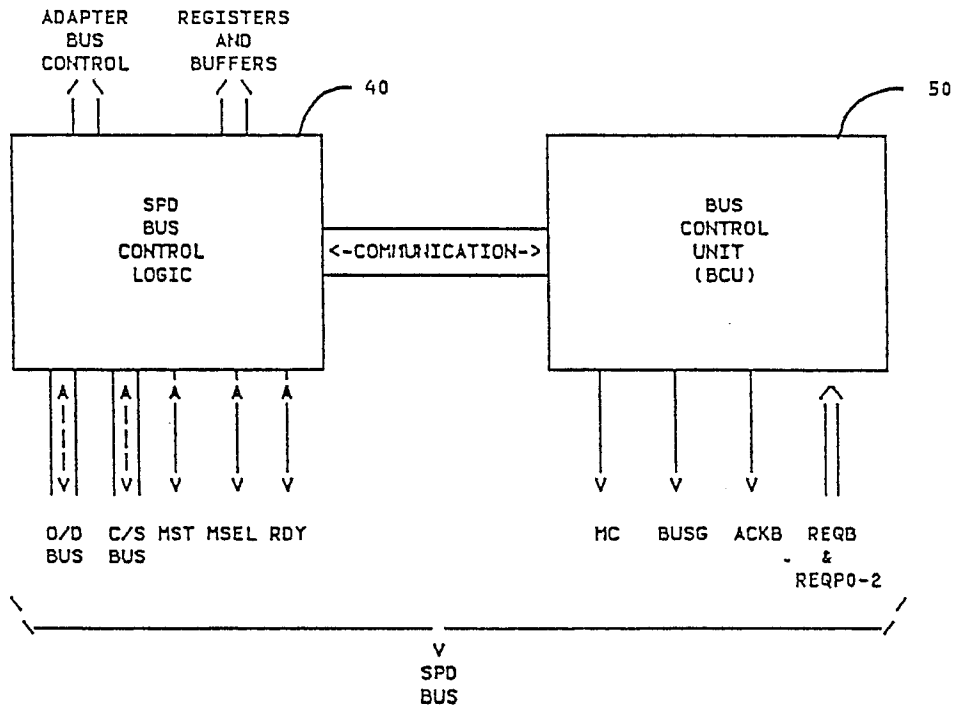 ADAPTER
BUS
CONTROL
REGISTERS
AND
BUFFERS
40
50
SPD
BUS
CONTROL
LOGIC
<-COMMUNICATION->
BUS
CONTROL
UNIT
(BCU)
O/D
BUS
C/S
BUS
MST
MSEL
RDY
MC
BUSG
ACKB
REQB
&
REQP0-2
SPD
BUS